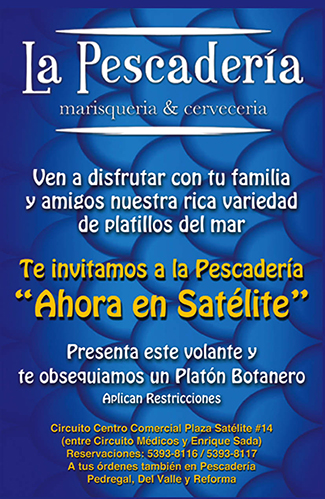 La Pescadería
marisqueria & cerveceria
Ven a disfrutar con tu familia
y amigos nuestra rica variedad
de platillos del mar
Te invitamos a la Pescadería
“Ahora en Satélite”
Presenta este volante y
te obsequiamos un Platón Botanero
Aplican Restricciones
Circuito Centro Comercial Plaza Satélite #14
(entre Circuito Médicos y Enrique Sada)
Reservaciones: 5393-8116 / 5393-8117
A tus órdenes también en Pescadería
Pedregal, Del Valle y Reforma